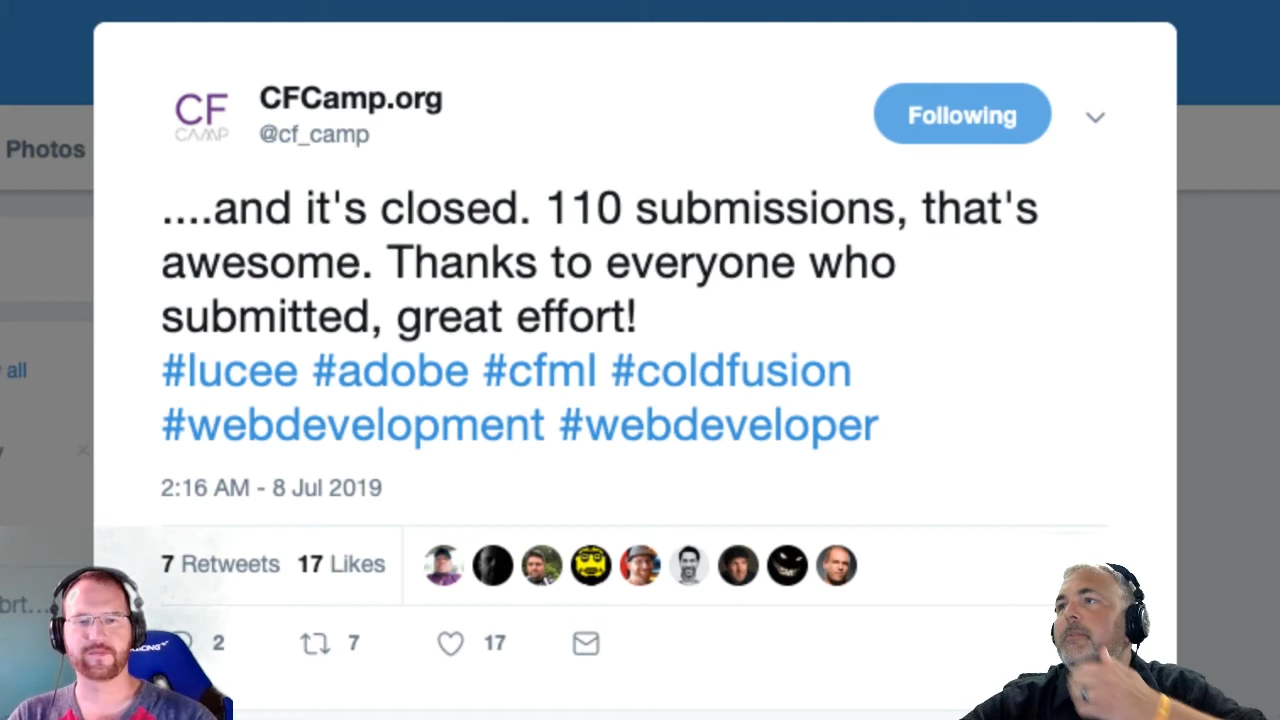 CF
CAMP
CFCamp.org
@cf_camp
Following
Photos
....and it's closed. 110 submissions, that's
awesome. Thanks to everyone who
submitted, great effort!
#lucee #adobe #cfml #coldfusion
#webdevelopment #webdeveloper
all
2:16 AM - 8 Jul 2019
7 Retweets 17 Likes
2 7 17